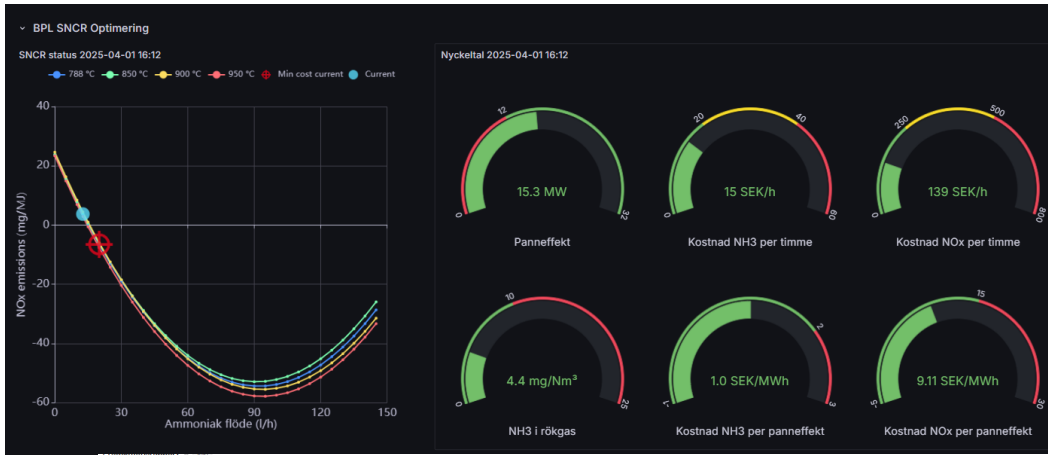 BPL SNCR Optimering
SNCR status 2025-04-01 16:12
788 °C 850 °C 900 °C 950 °C Min cost current Current
NOx emissions (mg/MJ)
40
20
0
-20
-40
-60
0 30 60 90 120 150
Ammoniak flöde (l/h)
Nyckeltal 2025-04-01 16:12
0 12 32
15.3 MW
Panneffekt
0 20 40 60
15 SEK/h
Kostnad NH3 per timme
0 250 500 800
139 SEK/h
Kostnad NOx per timme
0 10 25
4.4 mg/Nm³
NH3 i rökgas
-1 2 3
1.0 SEK/MWh
Kostnad NH3 per panneffekt
-5 15 30
9.11 SEK/MWh
Kostnad NOx per panneffekt